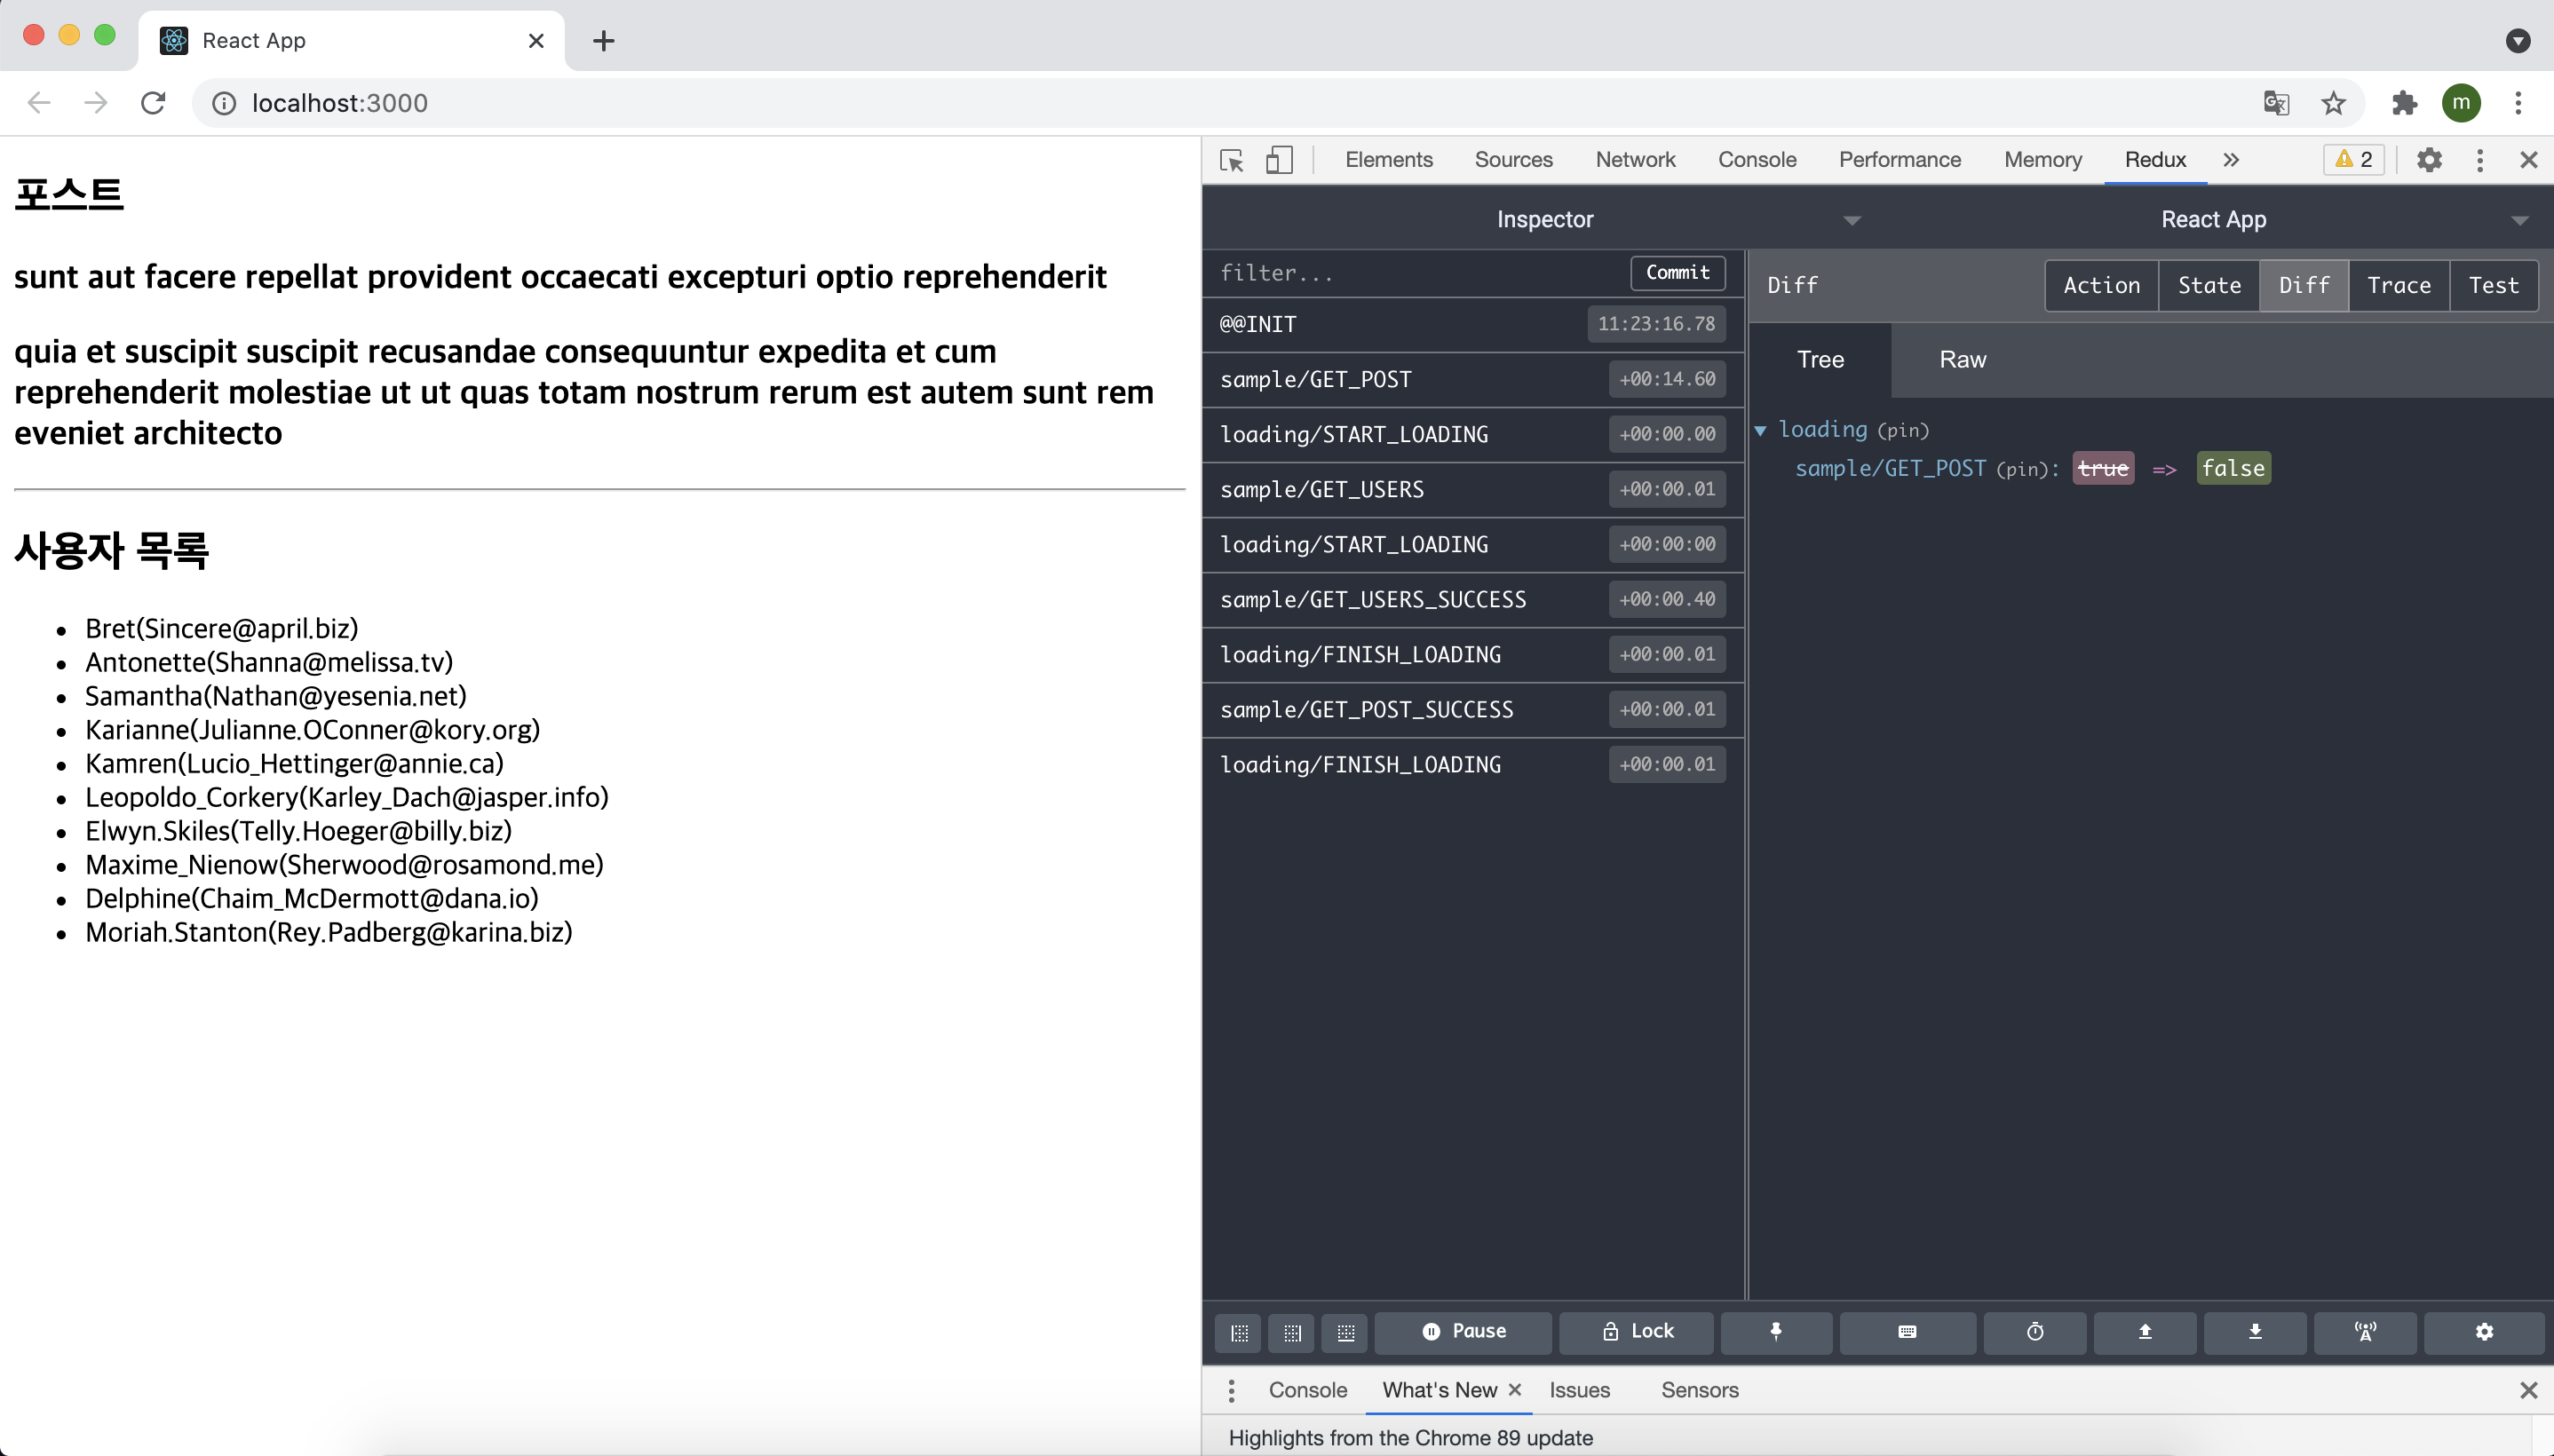 React App
localhost:3000
m
포스트
sunt aut facere repellat provident occaecati excepturi optio reprehenderit
quia et suscipit suscipit recusandae consequuntur expedita et cum
reprehenderit molestiae ut ut quas totam nostrum rerum est autem sunt rem
eveniet architecto
사용자 목록
Bret(Sincere@april.biz)
Antonette(Shanna@melissa.tv)
Samantha(Nathan@yesenia.net)
Karianne(Julianne.OConner@kory.org)
Kamren(Lucio_Hettinger@annie.ca)
Leopoldo_Corkery(Karley_Dach@jasper.info)
Elwyn.Skiles(Telly.Hoeger@billy.biz)
Maxime_Nienow(Sherwood@rosamond.me)
Delphine(Chaim_McDermott@dana.io)
Moriah.Stanton(Rey.Padberg@karina.biz)
Elements Sources Network Console Performance Memory Redux 2
Inspector React App
filter... Commit
@@INIT 11:23:16.78
sample/GET_POST +00:14.60
loading/START_LOADING +00:00.00
sample/GET_USERS +00:00.01
loading/START_LOADING +00:00:00
sample/GET_USERS_SUCCESS +00:00.40
loading/FINISH_LOADING +00:00.01
sample/GET_POST_SUCCESS +00:00.01
loading/FINISH_LOADING +00:00.01
Diff Action State Diff Trace Test
Tree Raw
loading (pin)
sample/GET_POST (pin): true => false
Pause Lock
Console What's New Issues Sensors
Highlights from the Chrome 89 update